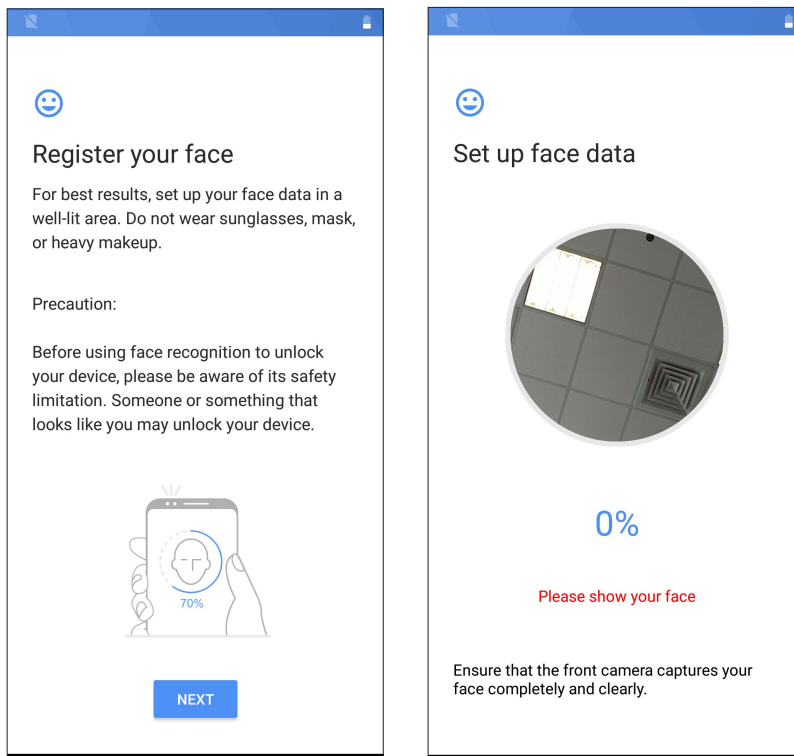 Register your face
For best results, set up your face data in a
well-lit area. Do not wear sunglasses, mask,
or heavy makeup.
Precaution:
Before using face recognition to unlock
your device, please be aware of its safety
limitation. Someone or something that
looks like you may unlock your device.
70%
NEXT
Set up face data
0%
Please show your face
Ensure that the front camera captures your
face completely and clearly.